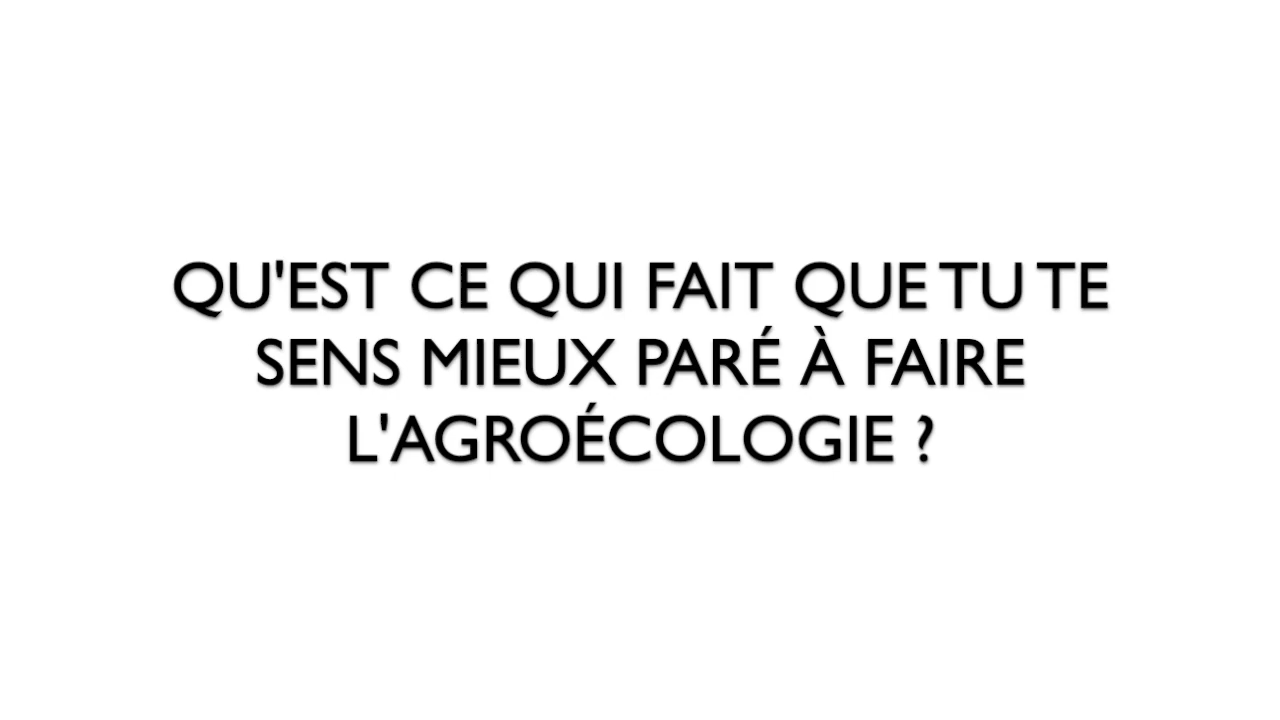 QU'EST CE QUI FAIT QUE TU TE
SENS MIEUX PARÉ À FAIRE
L'AGROÉCOLOGIE ?